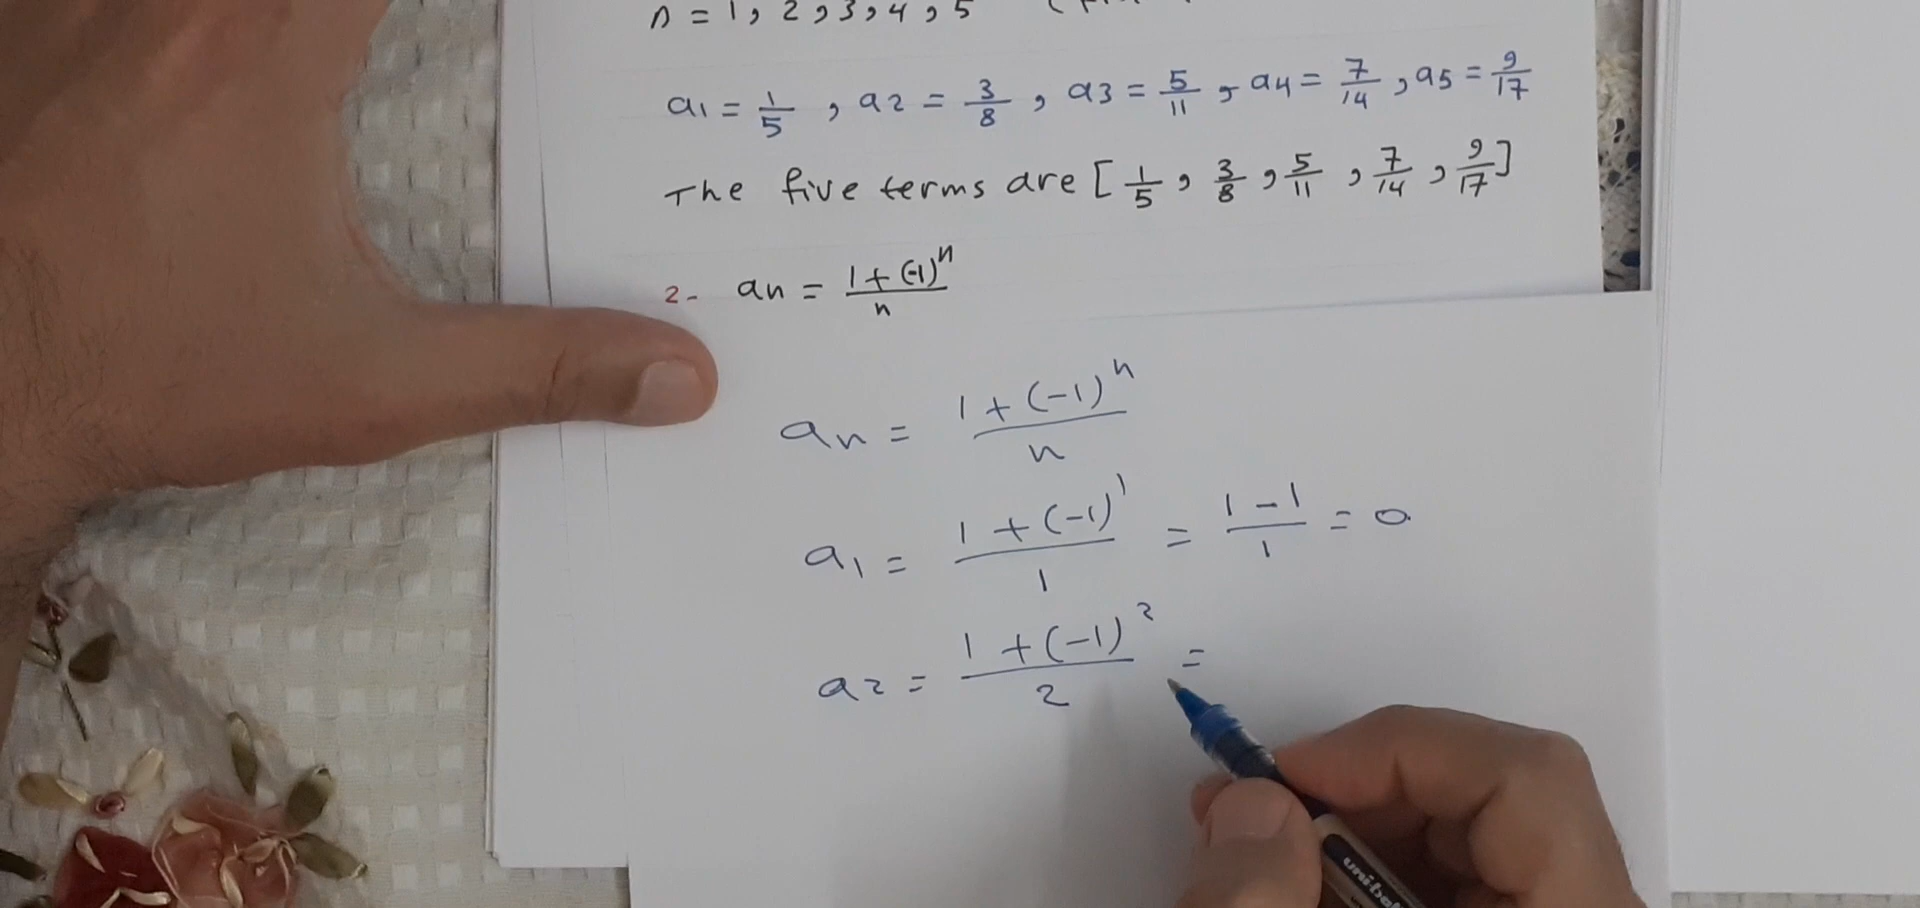 n = 1, 2, 3, 4, 5
a1 = 1/5 , a2 = 3/8 , a3 = 5/11 , a4 = 7/14 , a5 = 9/17
The five terms are [1/5 , 3/8 , 5/11 , 7/14 , 9/17]
2- an = (1 + (-1)^n)/n
an = (1 + (-1)^n)/n
a1 = (1 + (-1)^1)/1 = (1 - 1)/1 = 0
a2 = (1 + (-1)^2)/2 =